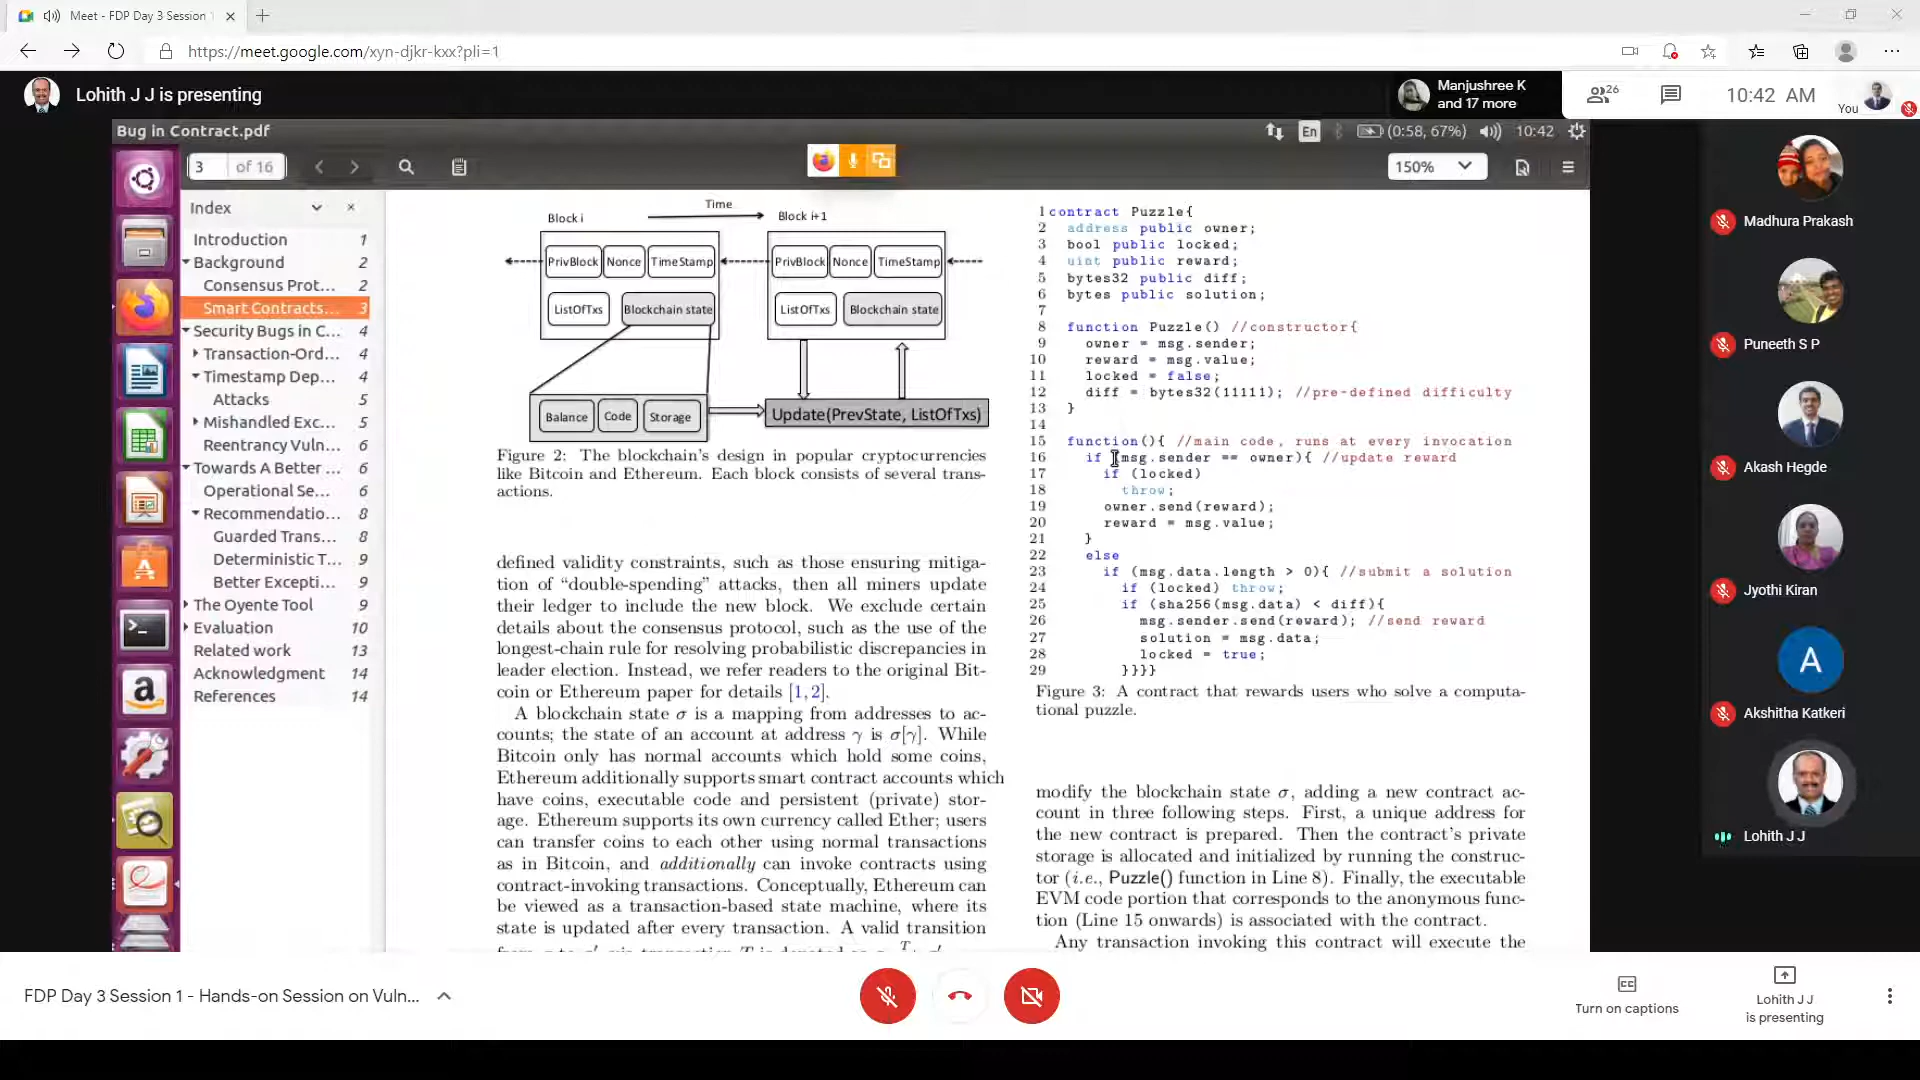 Meet - FDP Day 3 Session 1
https://meet.google.com/xyn-djkr-kxx?pli=1
Lohith J J is presenting
Manjushree K
and 17 more
26
10:42 AM
You
Bug in Contract.pdf
En
(0:58, 67%)
10:42
3 of 16
150%
Index
Introduction 1
Background 2
Consensus Prot... 2
Smart Contracts... 3
Security Bugs in C... 4
Transaction-Ord... 4
Timestamp Dep... 4
Attacks 5
Mishandled Exc... 5
Reentrancy Vuln... 6
Towards A Better ... 6
Operational Se... 6
Recommendatio... 8
Guarded Trans... 8
Deterministic T... 9
Better Excepti... 9
The Oyente Tool 9
Evaluation 10
Related work 13
Acknowledgment 14
References 14
Time
Block i
Block i+1
PrivBlock Nonce TimeStamp
PrivBlock Nonce TimeStamp
ListOfTxs Blockchain state
ListOfTxs Blockchain state
Balance Code Storage
Update(PrevState, ListOfTxs)
Figure 2: The blockchain's design in popular cryptocurrencies
like Bitcoin and Ethereum. Each block consists of several trans-
actions.
defined validity constraints, such as those ensuring mitiga-
tion of “double-spending” attacks, then all miners update
their ledger to include the new block. We exclude certain
details about the consensus protocol, such as the use of the
longest-chain rule for resolving probabilistic discrepancies in
leader election. Instead, we refer readers to the original Bit-
coin or Ethereum paper for details [1,2].
A blockchain state σ is a mapping from addresses to ac-
counts; the state of an account at address γ is σ[γ]. While
Bitcoin only has normal accounts which hold some coins,
Ethereum additionally supports smart contract accounts which
have coins, executable code and persistent (private) stor-
age. Ethereum supports its own currency called Ether; users
can transfer coins to each other using normal transactions
as in Bitcoin, and additionally can invoke contracts using
contract-invoking transactions. Conceptually, Ethereum can
be viewed as a transaction-based state machine, where its
state is updated after every transaction. A valid transition
1 contract Puzzle{
2 address public owner;
3 bool public locked;
4 uint public reward;
5 bytes32 public diff;
6 bytes public solution;
7
8 function Puzzle() //constructor{
9 owner = msg.sender;
10 reward = msg.value;
11 locked = false;
12 diff = bytes32(11111); //pre-defined difficulty
13 }
14
15 function(){ //main code, runs at every invocation
16 if (msg.sender == owner){ //update reward
17 if (locked)
18 throw;
19 owner.send(reward);
20 reward = msg.value;
21 }
22 else
23 if (msg.data.length > 0){ //submit a solution
24 if (locked) throw;
25 if (sha256(msg.data) < diff){
26 msg.sender.send(reward); //send reward
27 solution = msg.data;
28 locked = true;
29 }}}}
Figure 3: A contract that rewards users who solve a computa-
tional puzzle.
modify the blockchain state σ, adding a new contract ac-
count in three following steps. First, a unique address for
the new contract is prepared. Then the contract's private
storage is allocated and initialized by running the construc-
tor (i.e., Puzzle() function in Line 8). Finally, the executable
EVM code portion that corresponds to the anonymous func-
tion (Line 15 onwards) is associated with the contract.
Any transaction invoking this contract will execute the
Madhura Prakash
Puneeth S P
Akash Hegde
Jyothi Kiran
A
Akshitha Katkeri
Lohith J J
FDP Day 3 Session 1 - Hands-on Session on Vuln...
Turn on captions
Lohith J J
is presenting